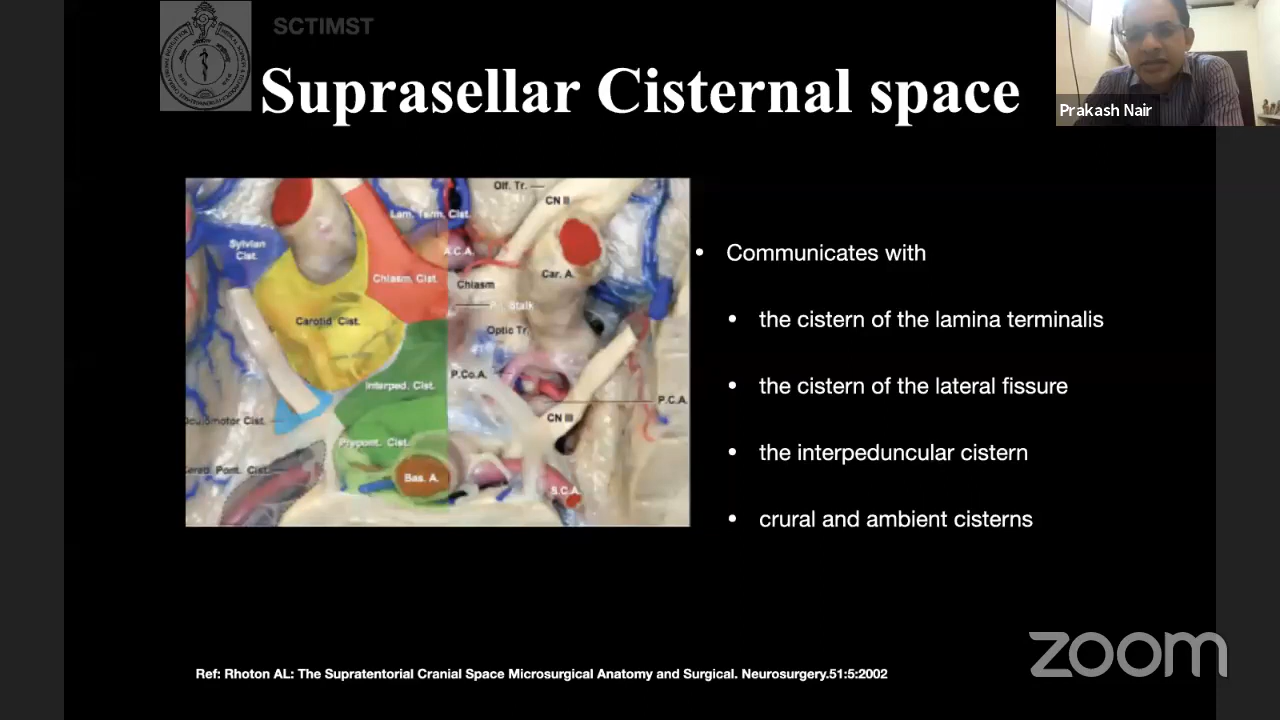 SCTIMST
Suprasellar Cisternal space
Prakash Nair
Olf. Tr.
CN II
Lam. Term. Cist.
Sylvian
Cist.
A.C.A.
Chiasm. Cist.
Car. A.
Chiasm
Stalk
Carotid Cist.
Optic Tr.
P.Co.A.
Interped. Cist.
P.C.A.
Oculomotor Cist.
CN III
Prepont. Cist.
Pont. Cist.
Bas. A.
S.C.A.
• Communicates with
• the cistern of the lamina terminalis
• the cistern of the lateral fissure
• the interpeduncular cistern
• crural and ambient cisterns
Ref: Rhoton AL: The Supratentorial Cranial Space Microsurgical Anatomy and Surgical. Neurosurgery.51:5:2002
zoom